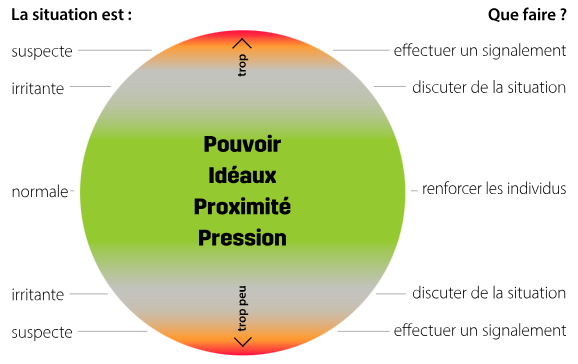 La situation est :
Que faire ?
suspecte
trop
effectuer un signalement
irritante
discuter de la situation
Pouvoir
Idéaux
normale
renforcer les individus
Proximité
Pression
irritante
trop peu
discuter de la situation
suspecte
effectuer un signalement